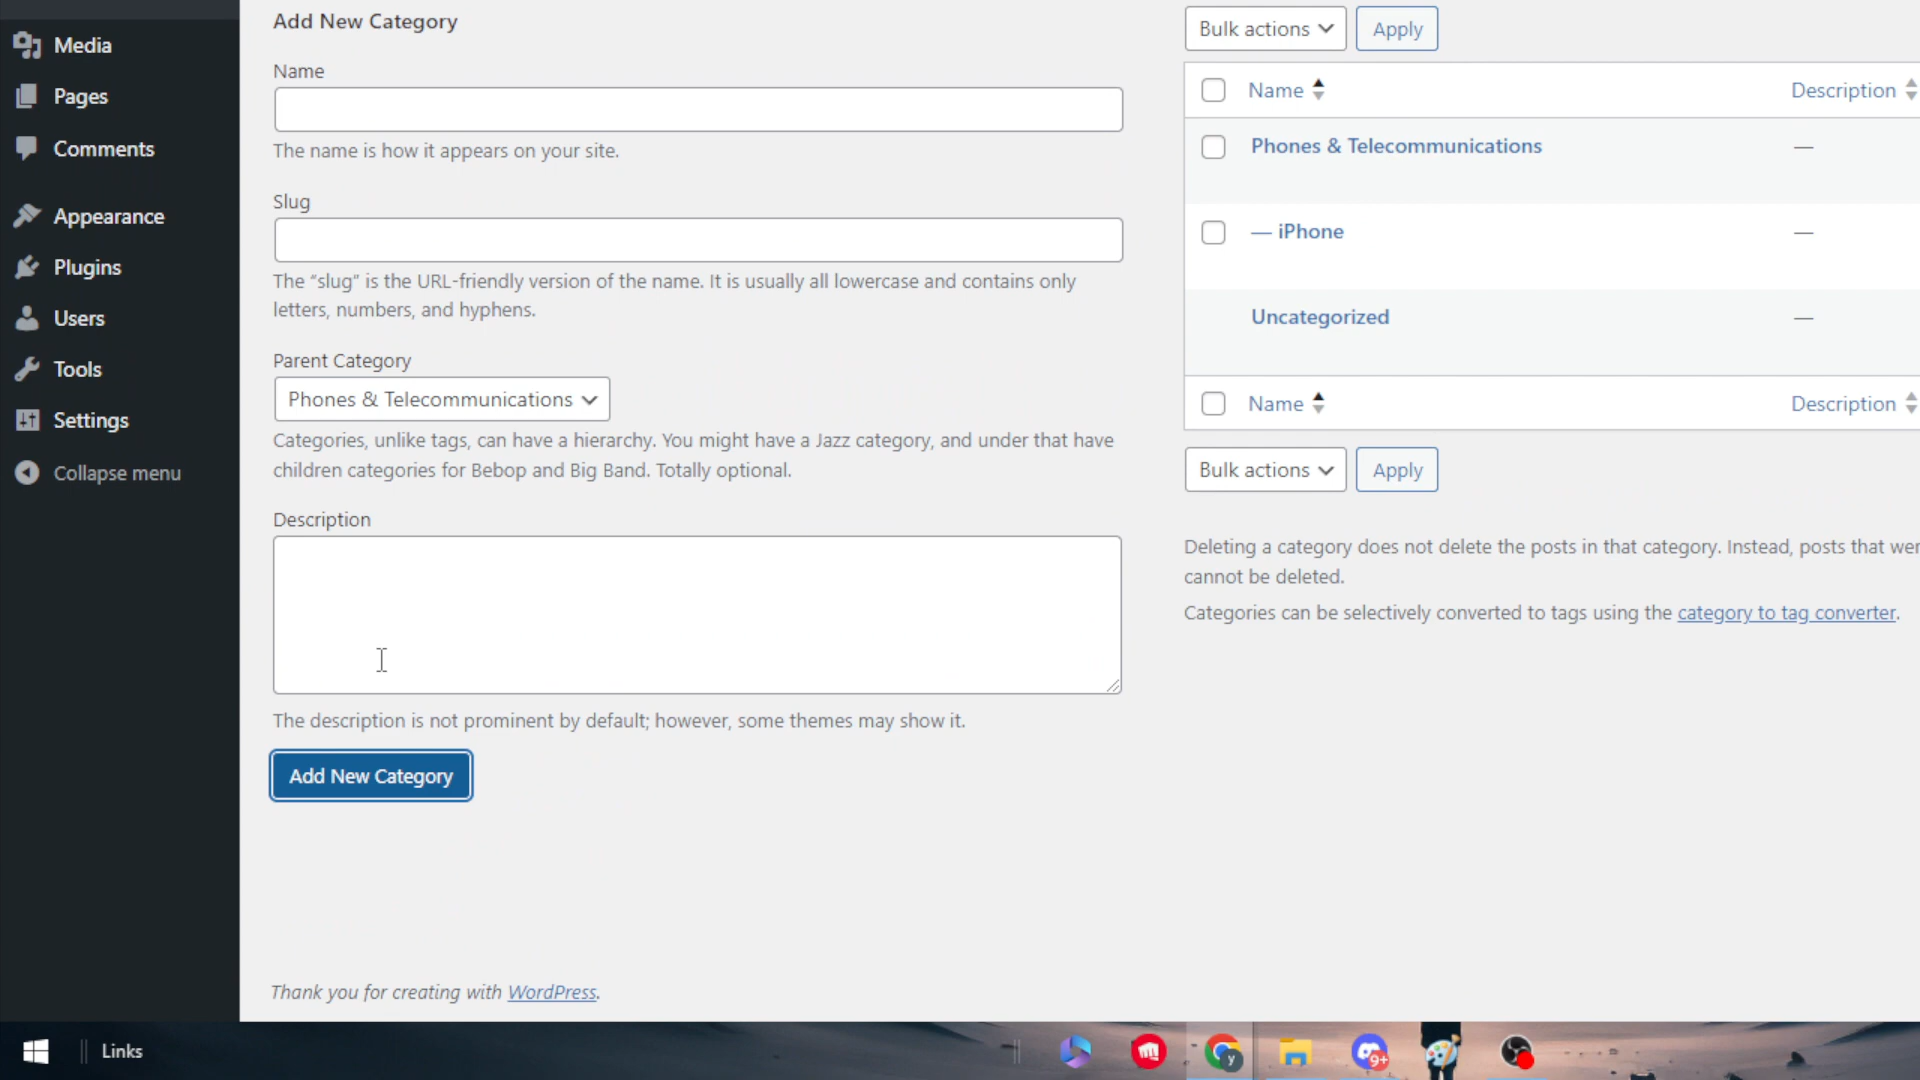 Media
Pages
Comments
Appearance
Plugins
Users
Tools
Settings
Collapse menu
Add New Category
Name
The name is how it appears on your site.
Slug
The “slug” is the URL-friendly version of the name. It is usually all lowercase and contains only
letters, numbers, and hyphens.
Parent Category
Phones & Telecommunications
Categories, unlike tags, can have a hierarchy. You might have a Jazz category, and under that have
children categories for Bebop and Big Band. Totally optional.
Description
The description is not prominent by default; however, some themes may show it.
Add New Category
Thank you for creating with WordPress.
Bulk actions Apply
Name Description
Phones & Telecommunications —
— iPhone —
Uncategorized —
Name Description
Bulk actions Apply
Deleting a category does not delete the posts in that category. Instead, posts that
cannot be deleted.
Categories can be selectively converted to tags using the category to tag converter.
Links
y
9+